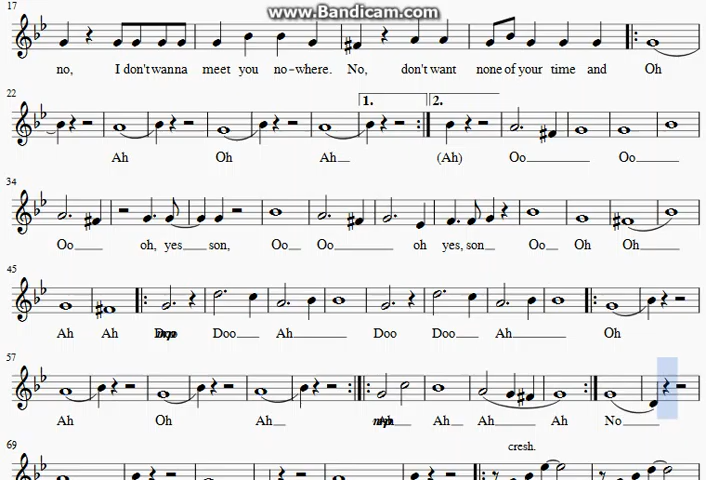 www.Bandicam.com
17
no, I don't wanna meet you no-where. No, don't want none of your time and Oh
22
1. 2.
Ah Oh Ah (Ah) Oo Oo
34
Oo oh, yes son, Oo Oo oh yes, son Oo Oh Oh
45
Ah Ah Doo Doo Ah Doo Doo Ah Oh
57
Ah Oh Ah Ah Ah Ah Ah No
69
cresh.